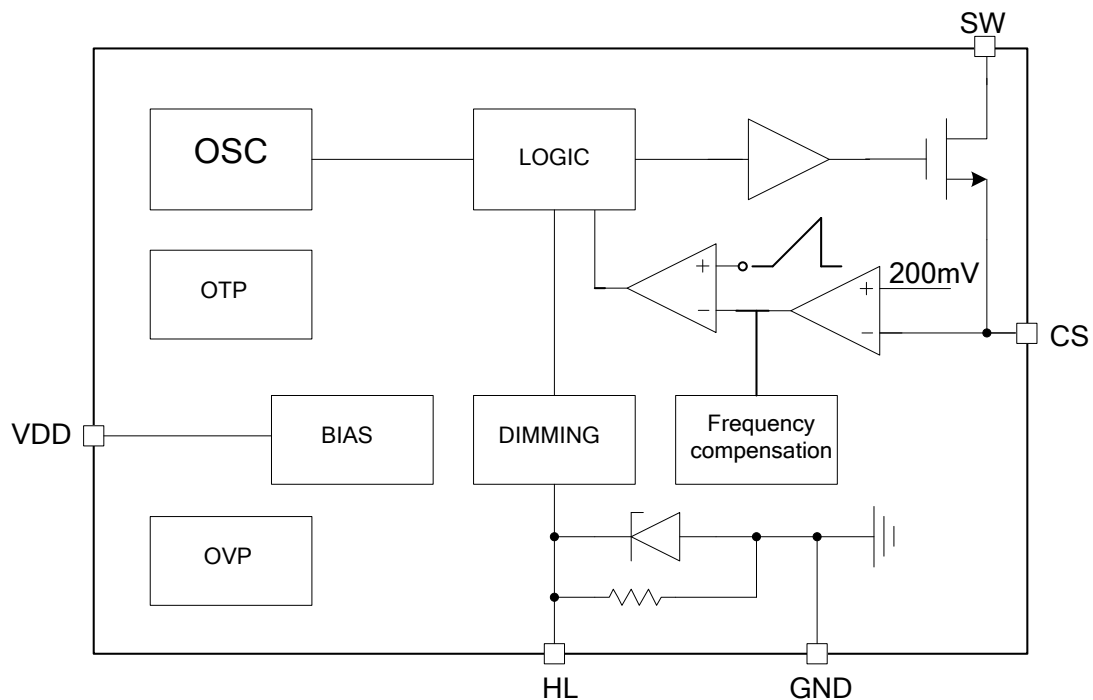 SW
OSC
LOGIC
+
200mV
+
OTP
−
−
CS
VDD
BIAS
DIMMING
Frequency
compensation
OVP
HL
GND